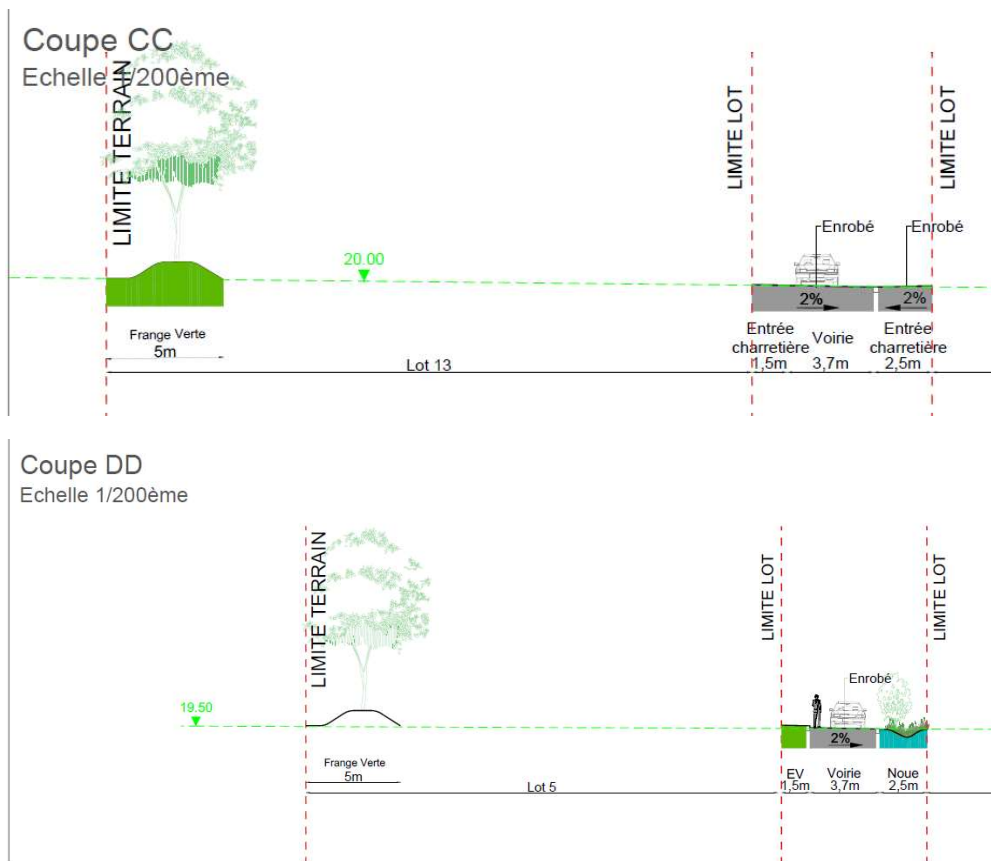 Coupe CC
Echelle 1/200ème
LIMITE TERRAIN
LIMITE LOT
LIMITE LOT
Enrobé
Enrobé
20.00
2%
2%
Frange Verte
5m
Entrée
charretière
1,5m
Voirie
3,7m
Entrée
charretière
2,5m
Lot 13
Coupe DD
Echelle 1/200ème
LIMITE TERRAIN
LIMITE LOT
LIMITE LOT
Enrobé
19.50
2%
Frange Verte
5m
EV
1,5m
Voirie
3,7m
Noue
2,5m
Lot 5